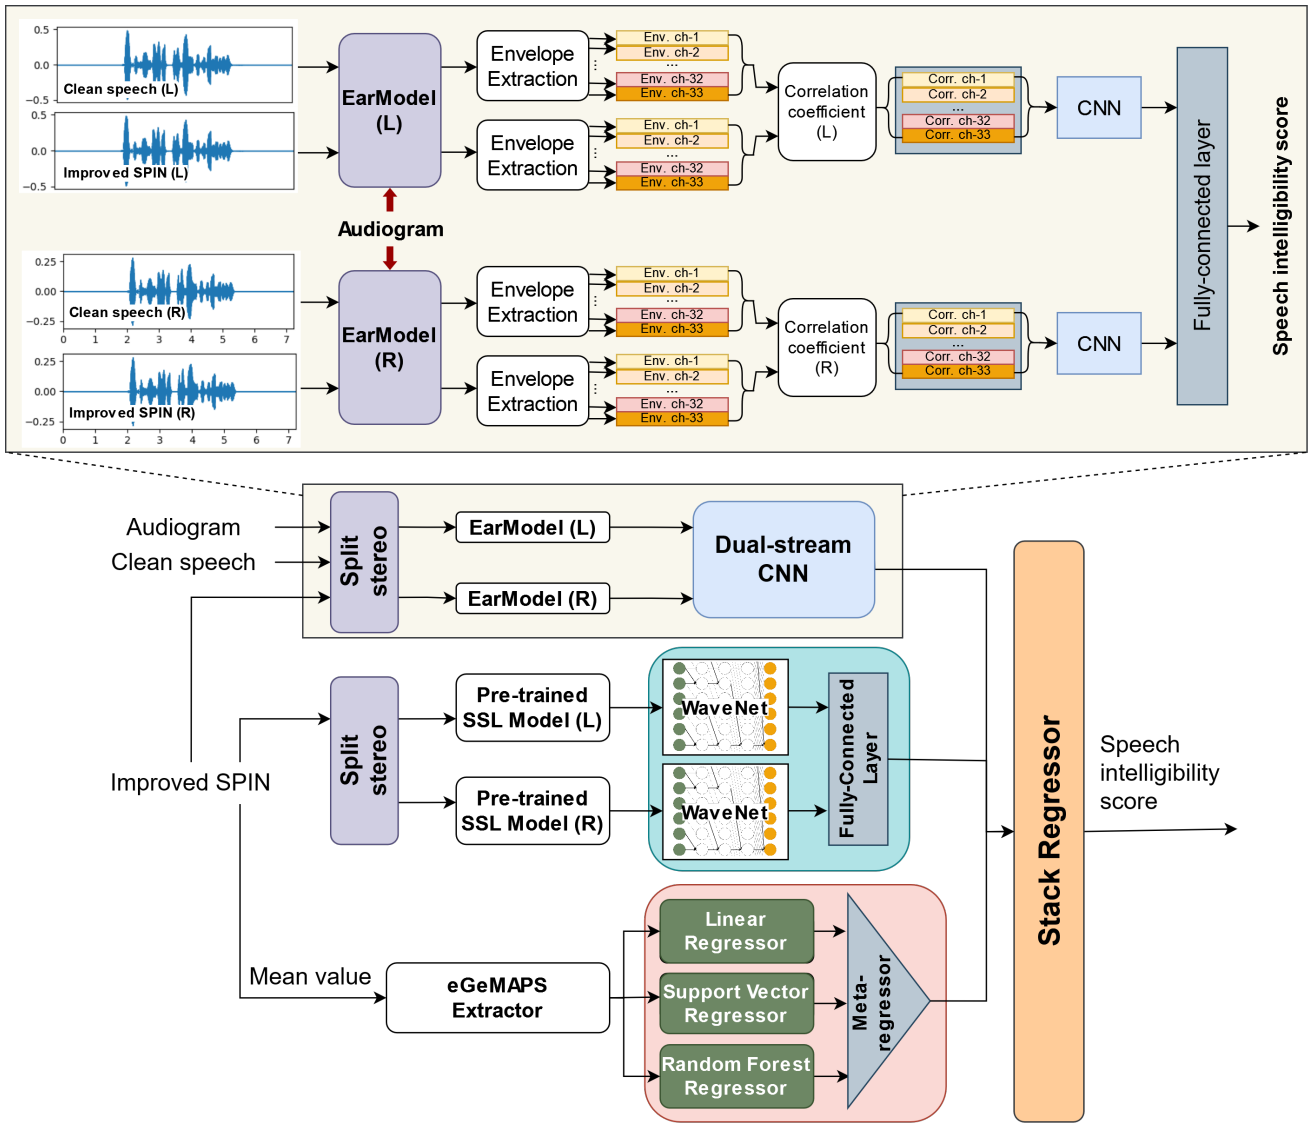 0.5
0.0
−0.5
Clean speech (L)
0.5
0.0
−0.5
Improved SPIN (L)
EarModel
(L)
Envelope
Extraction
Env. ch-1
Env. ch-2
...
Env. ch-32
Env. ch-33
Envelope
Extraction
Env. ch-1
Env. ch-2
...
Env. ch-32
Env. ch-33
Correlation
coefficient
(L)
Corr. ch-1
Corr. ch-2
...
Corr. ch-32
Corr. ch-33
CNN
Audiogram
0.25
0.00
−0.25
Clean speech (R)
0 1 2 3 4 5 6 7
0.25
0.00
−0.25
Improved SPIN (R)
0 1 2 3 4 5 6 7
EarModel
(R)
Envelope
Extraction
Env. ch-1
Env. ch-2
...
Env. ch-32
Env. ch-33
Envelope
Extraction
Env. ch-1
Env. ch-2
...
Env. ch-32
Env. ch-33
Correlation
coefficient
(R)
Corr. ch-1
Corr. ch-2
...
Corr. ch-32
Corr. ch-33
CNN
Fully-connected layer
Speech intelligibility score
Audiogram
Clean speech
Split
stereo
EarModel (L)
EarModel (R)
Dual-stream
CNN
Improved SPIN
Split
stereo
Pre-trained
SSL Model (L)
Pre-trained
SSL Model (R)
WaveNet
WaveNet
Fully-Connected
Layer
Mean value
eGeMAPS
Extractor
Linear
Regressor
Support Vector
Regressor
Random Forest
Regressor
Meta-
regressor
Stack Regressor
Speech
intelligibility
score